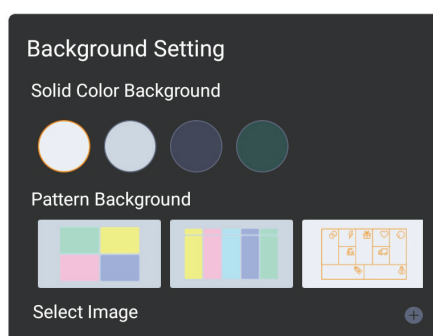 Background Setting
Solid Color Background
Pattern Background
Select Image